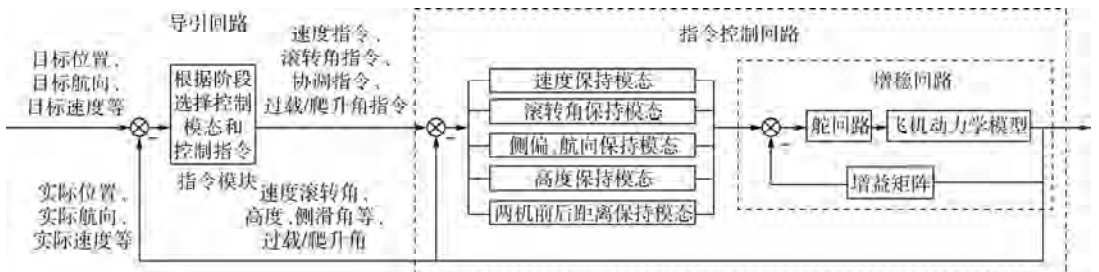 导引回路
目标位置、
目标航向、
目标速度等
根据阶段
选择控制
模态和
控制指令
指令模块
速度指令、
滚转角指令、
协调指令、
过载/爬升角指令
实际位置、
实际航向、
实际速度等
速度滚转角、
高度、侧滑角等、
过载/爬升角
指令控制回路
速度保持模态
滚转角保持模态
侧偏、航向保持模态
高度保持模态
两机前后距离保持模态
增稳回路
舵回路
飞机动力学模型
增益矩阵